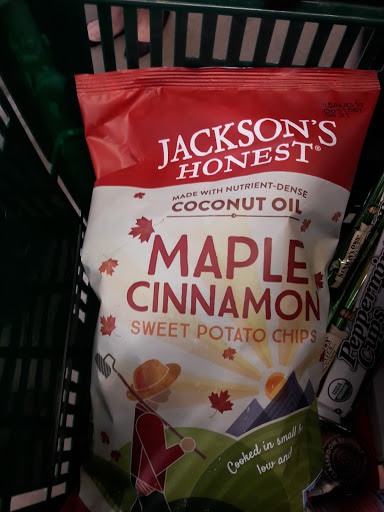 JACKSON'S
HONEST®
MADE WITH NUTRIENT-DENSE
COCONUT OIL
MAPLE
CINNAMON
SWEET POTATO CHIPS
Cooked in small
low and
Peppermint
Cups